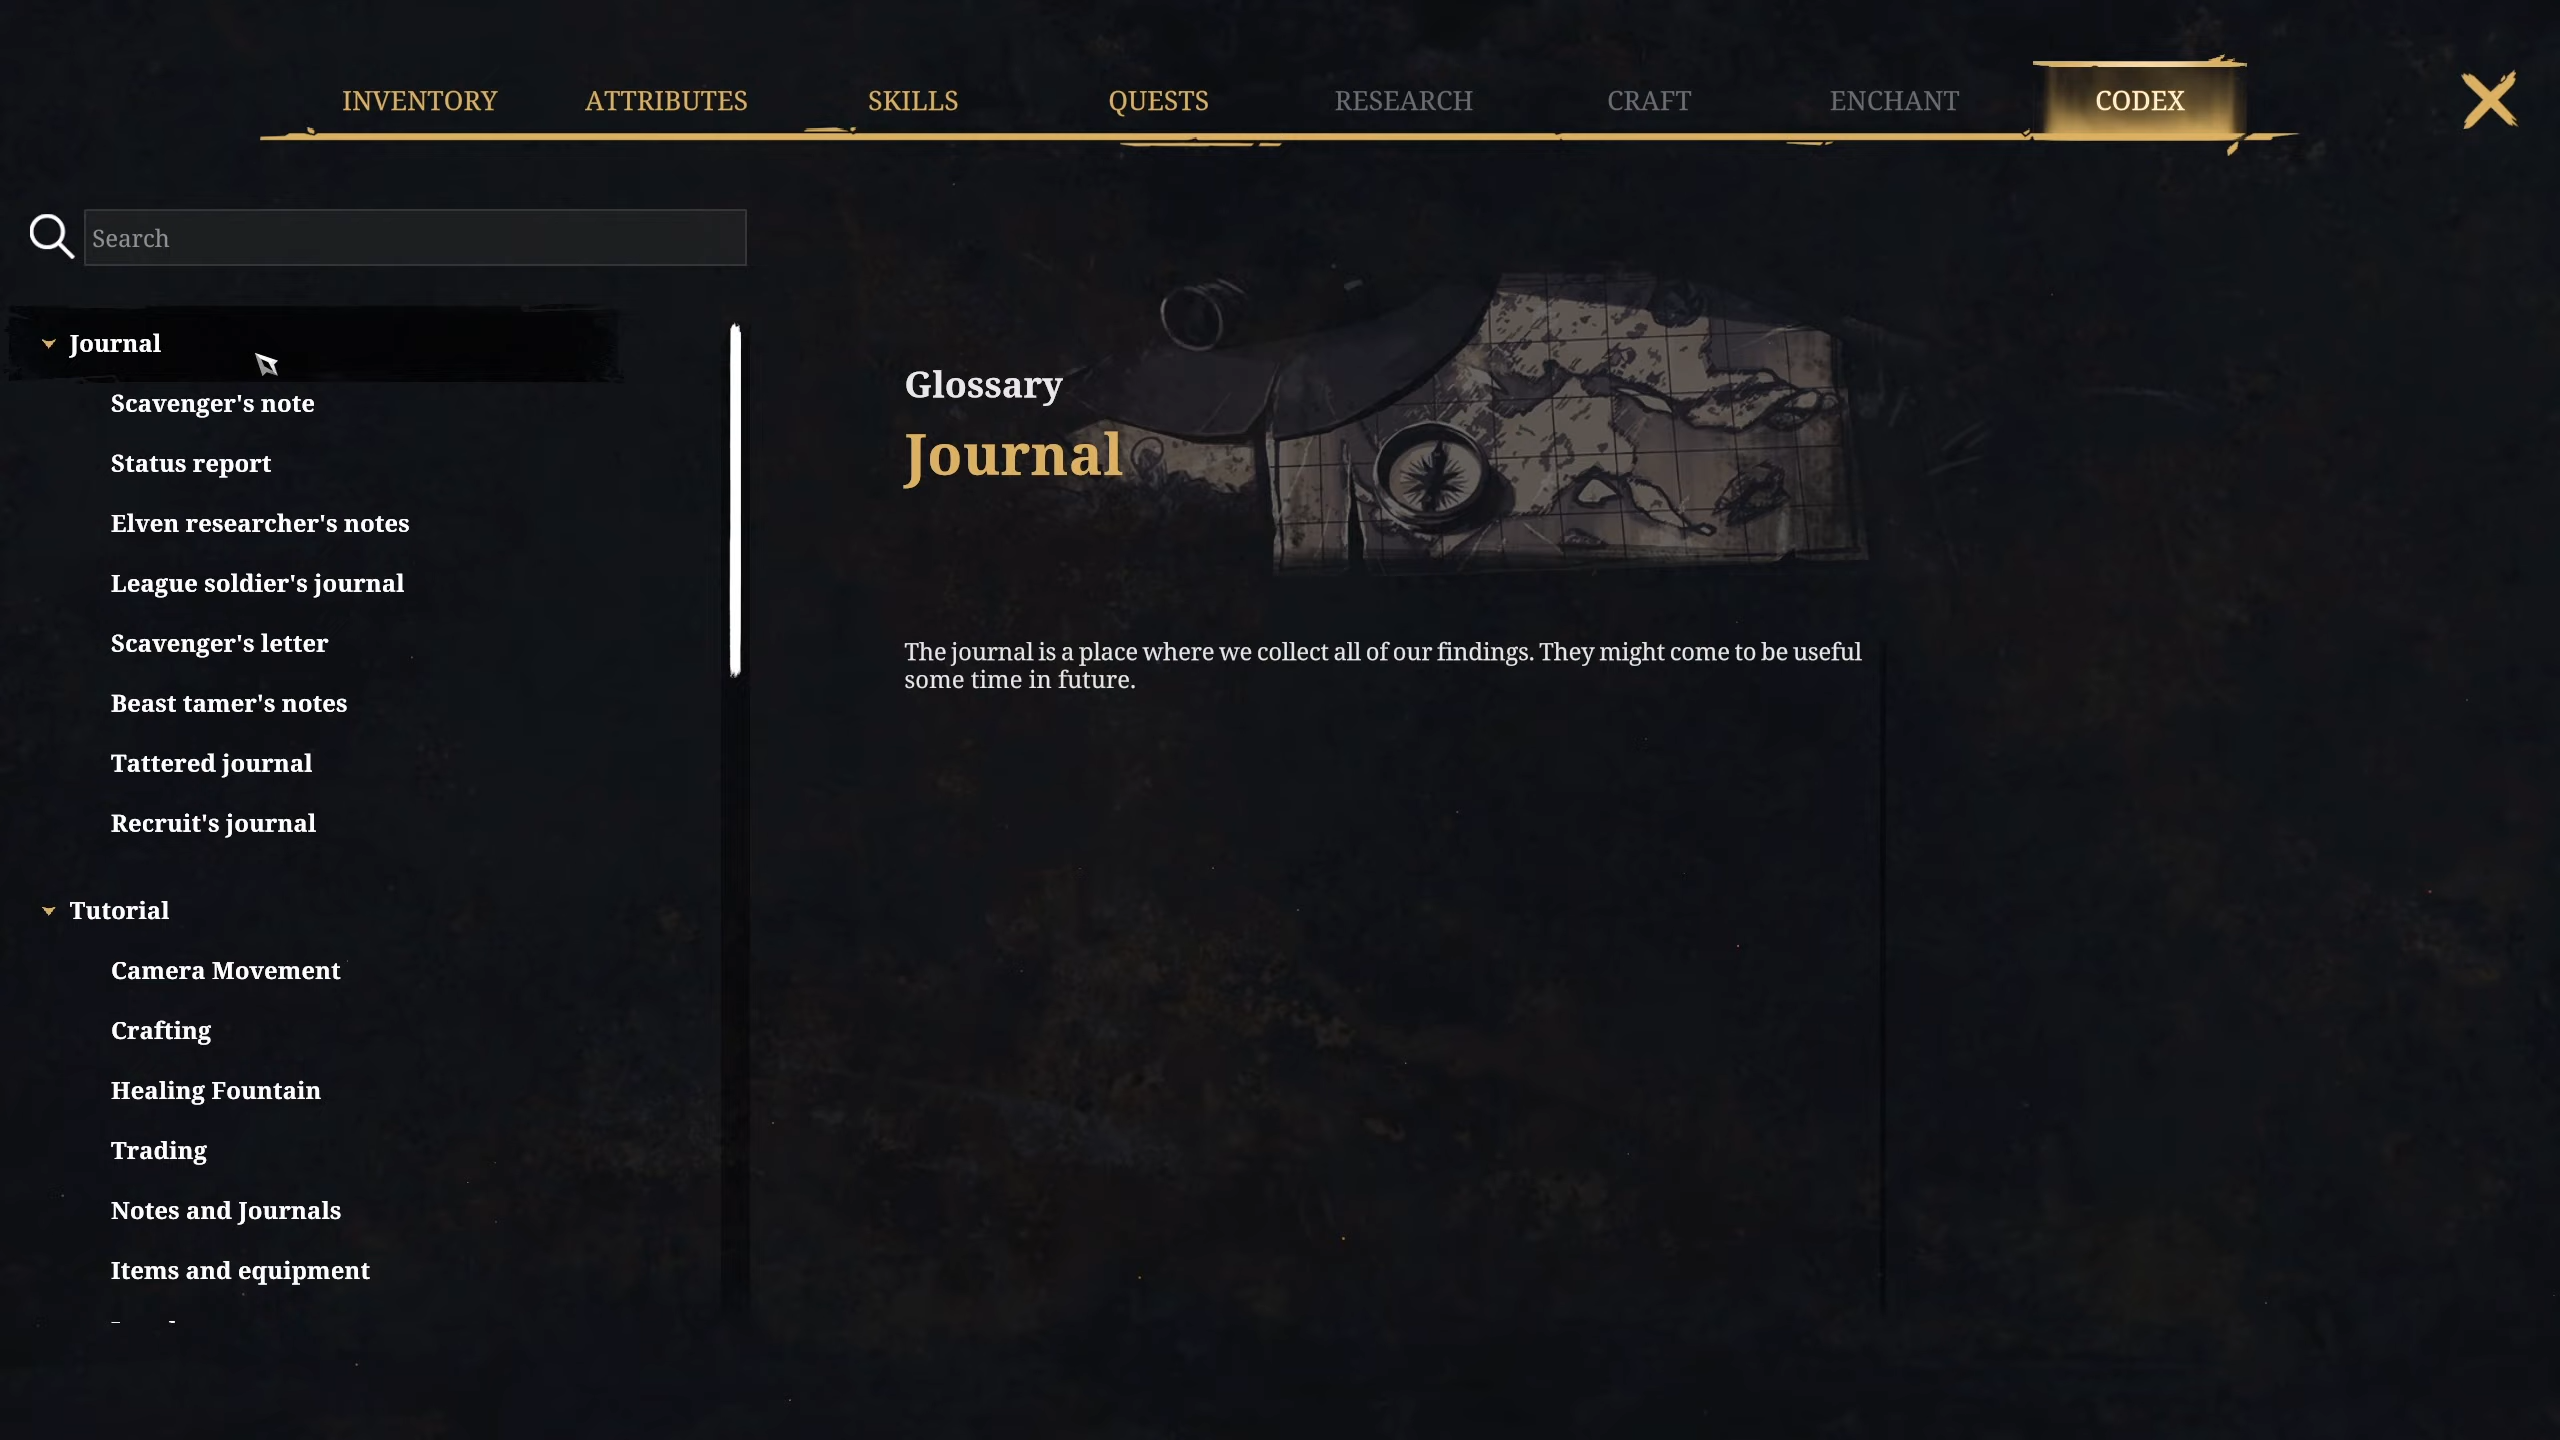 INVENTORY ATTRIBUTES SKILLS QUESTS RESEARCH CRAFT ENCHANT CODEX
Search
Journal
Scavenger's note
Status report
Elven researcher's notes
League soldier's journal
Scavenger's letter
Beast tamer's notes
Tattered journal
Recruit's journal
Tutorial
Camera Movement
Crafting
Healing Fountain
Trading
Notes and Journals
Items and equipment
Glossary
Journal
The journal is a place where we collect all of our findings. They might come to be useful
some time in future.